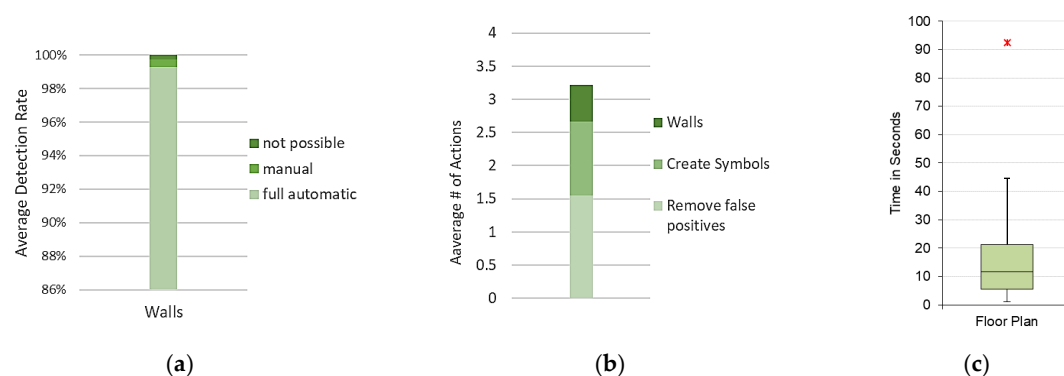 Average Detection Rate
100%
98%
96%
94%
92%
90%
88%
86%
Walls
not possible
manual
full automatic
(a)
Aaverage # of Actions
4
3.5
3
2.5
2
1.5
1
0.5
0
Walls
Create Symbols
Remove false
positives
(b)
Time in Seconds
100
90
80
70
60
50
40
30
20
10
0
Floor Plan
(c)